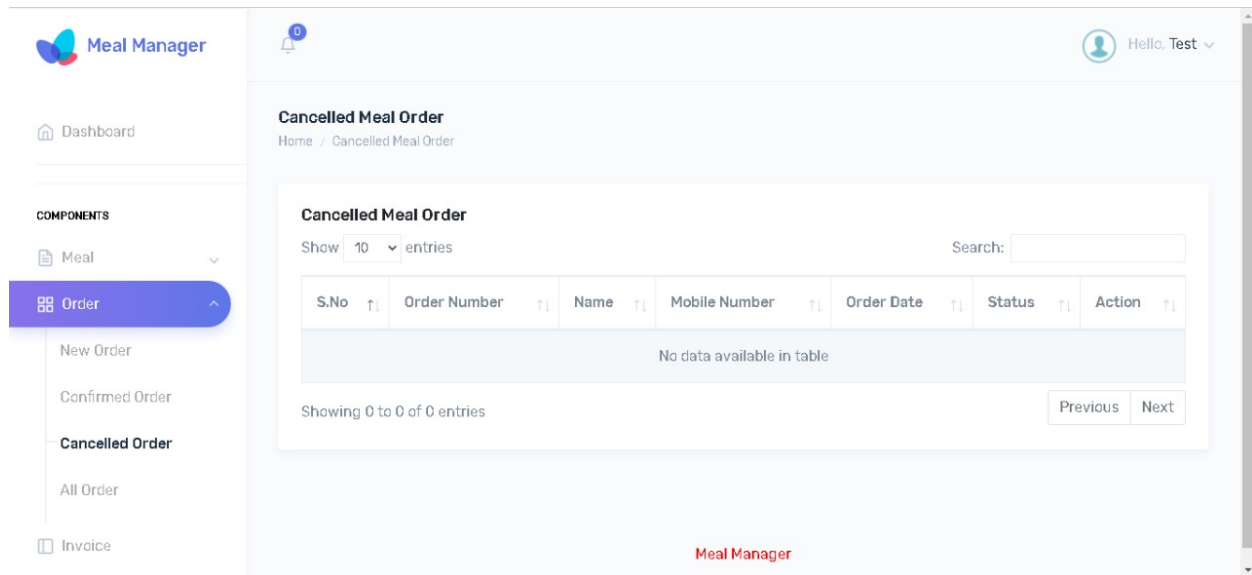 Meal Manager
0
Hello, Test
Dashboard
COMPONENTS
Meal
Order
New Order
Confirmed Order
Cancelled Order
All Order
Invoice
Cancelled Meal Order
Home / Cancelled Meal Order
Cancelled Meal Order
Show 10 entries
Search:
S.No Order Number Name Mobile Number Order Date Status Action
No data available in table
Showing 0 to 0 of 0 entries
Previous Next
Meal Manager